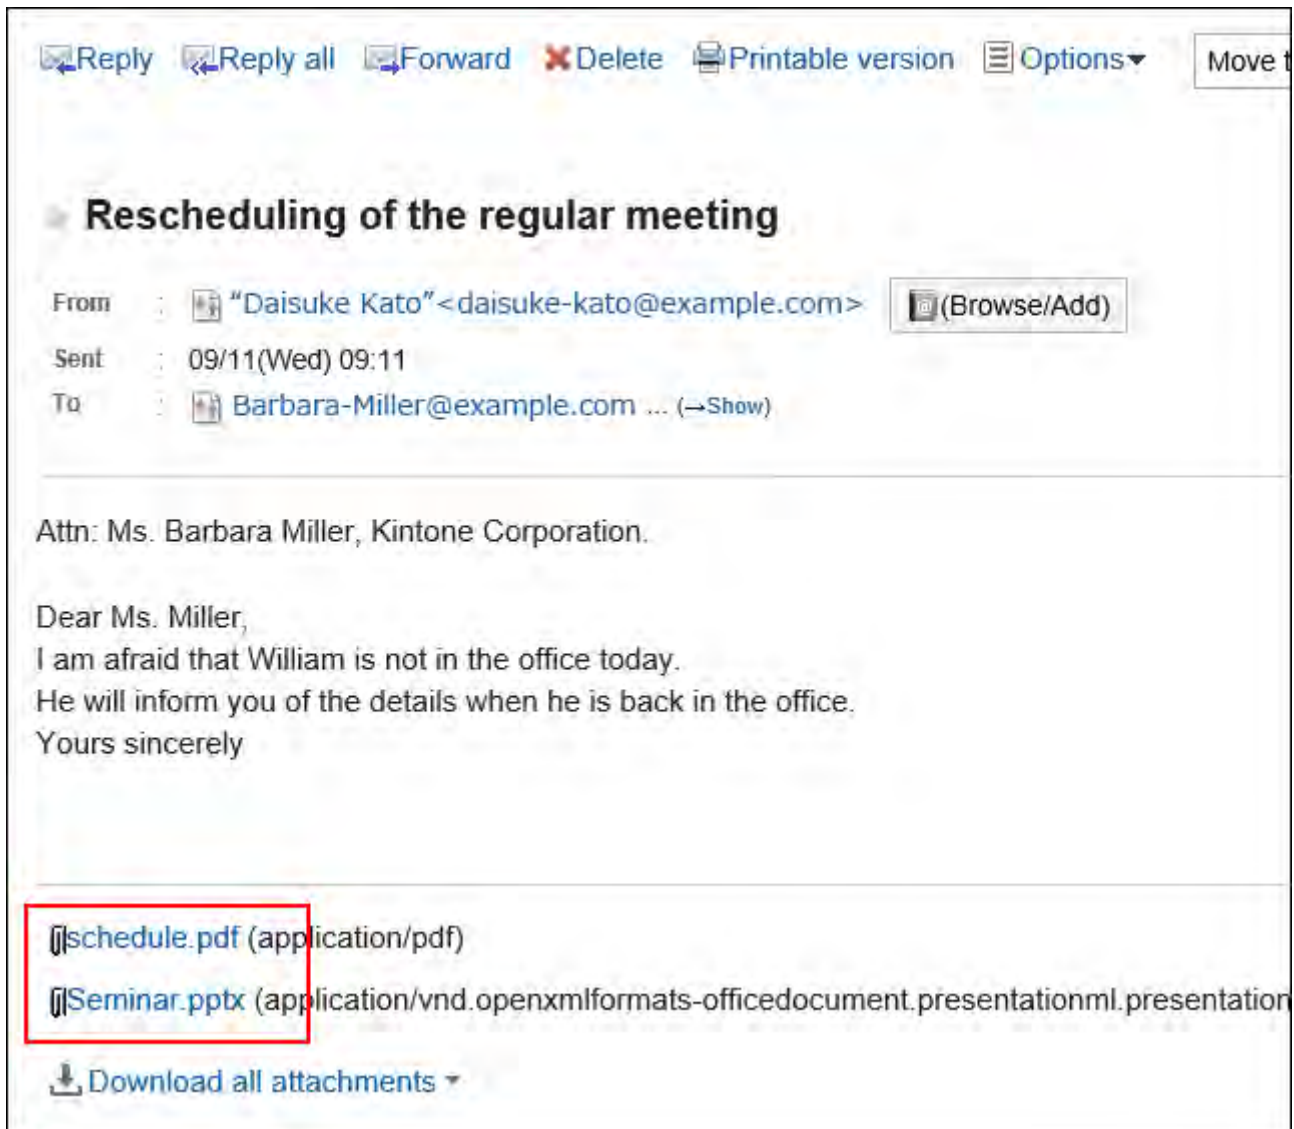 Reply Reply all Forward Delete Printable version Options Move t
Rescheduling of the regular meeting
From : "Daisuke Kato"<daisuke-kato@example.com> (Browse/Add)
Sent : 09/11(Wed) 09:11
To : Barbara-Miller@example.com ... (→Show)
Attn: Ms. Barbara Miller, Kintone Corporation.
Dear Ms. Miller,
I am afraid that William is not in the office today.
He will inform you of the details when he is back in the office.
Yours sincerely
schedule.pdf (application/pdf)
Seminar.pptx (application/vnd.openxmlformats-officedocument.presentationml.presentation
Download all attachments